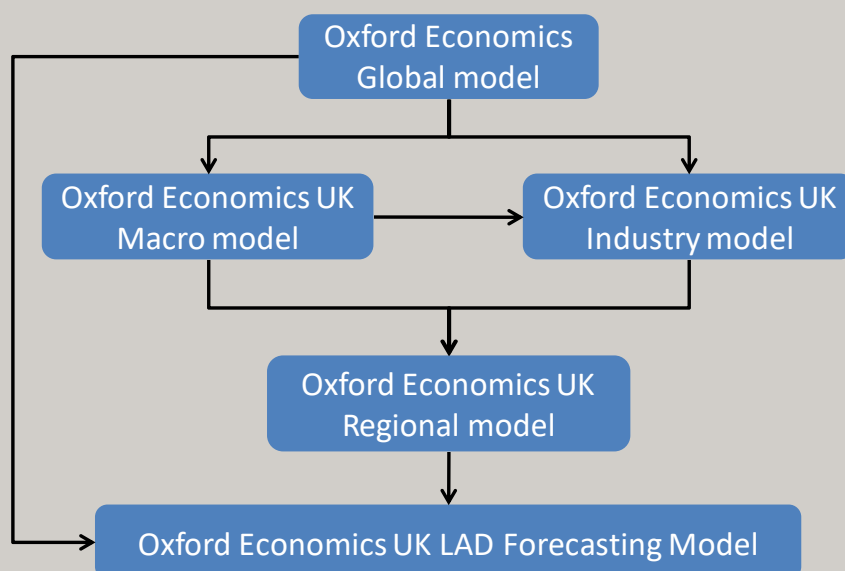 Oxford Economics
Global model
Oxford Economics UK
Macro model
Oxford Economics UK
Industry model
Oxford Economics UK
Regional model
Oxford Economics UK LAD Forecasting Model